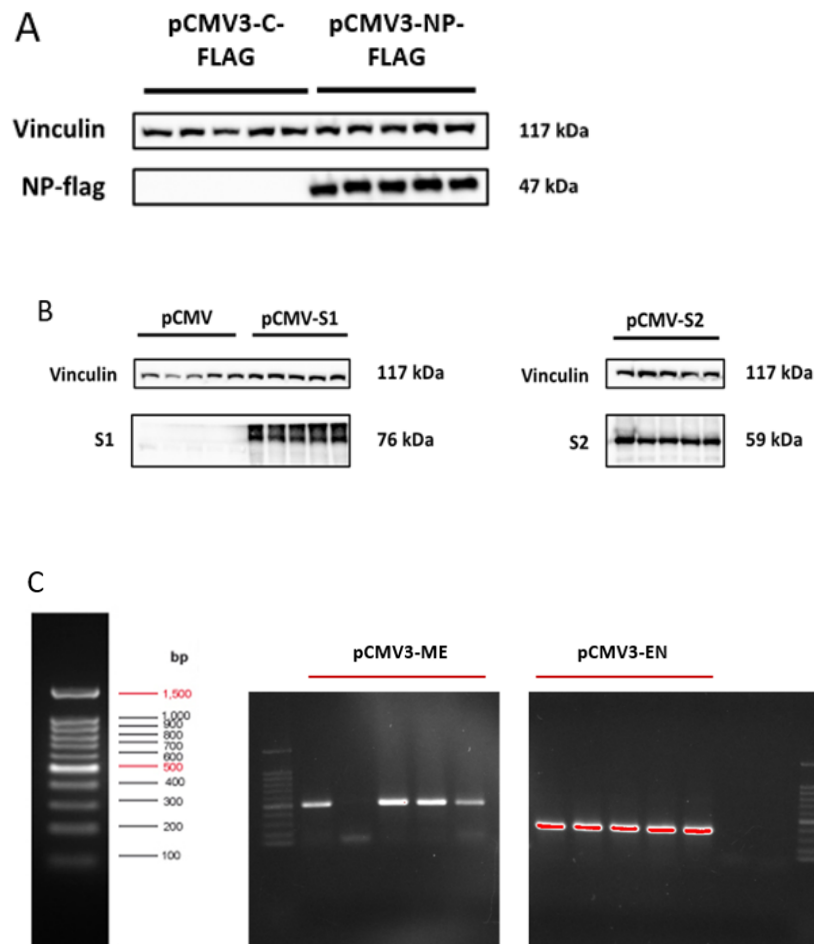 A
pCMV3-C-
FLAG
pCMV3-NP-
FLAG
Vinculin
117 kDa
NP-flag
47 kDa
B
pCMV
pCMV-S1
pCMV-S2
Vinculin
117 kDa
Vinculin
117 kDa
S1
76 kDa
S2
59 kDa
C
bp
pCMV3-ME
pCMV3-EN
1,500
1,000
900
800
700
600
500
400
300
200
100